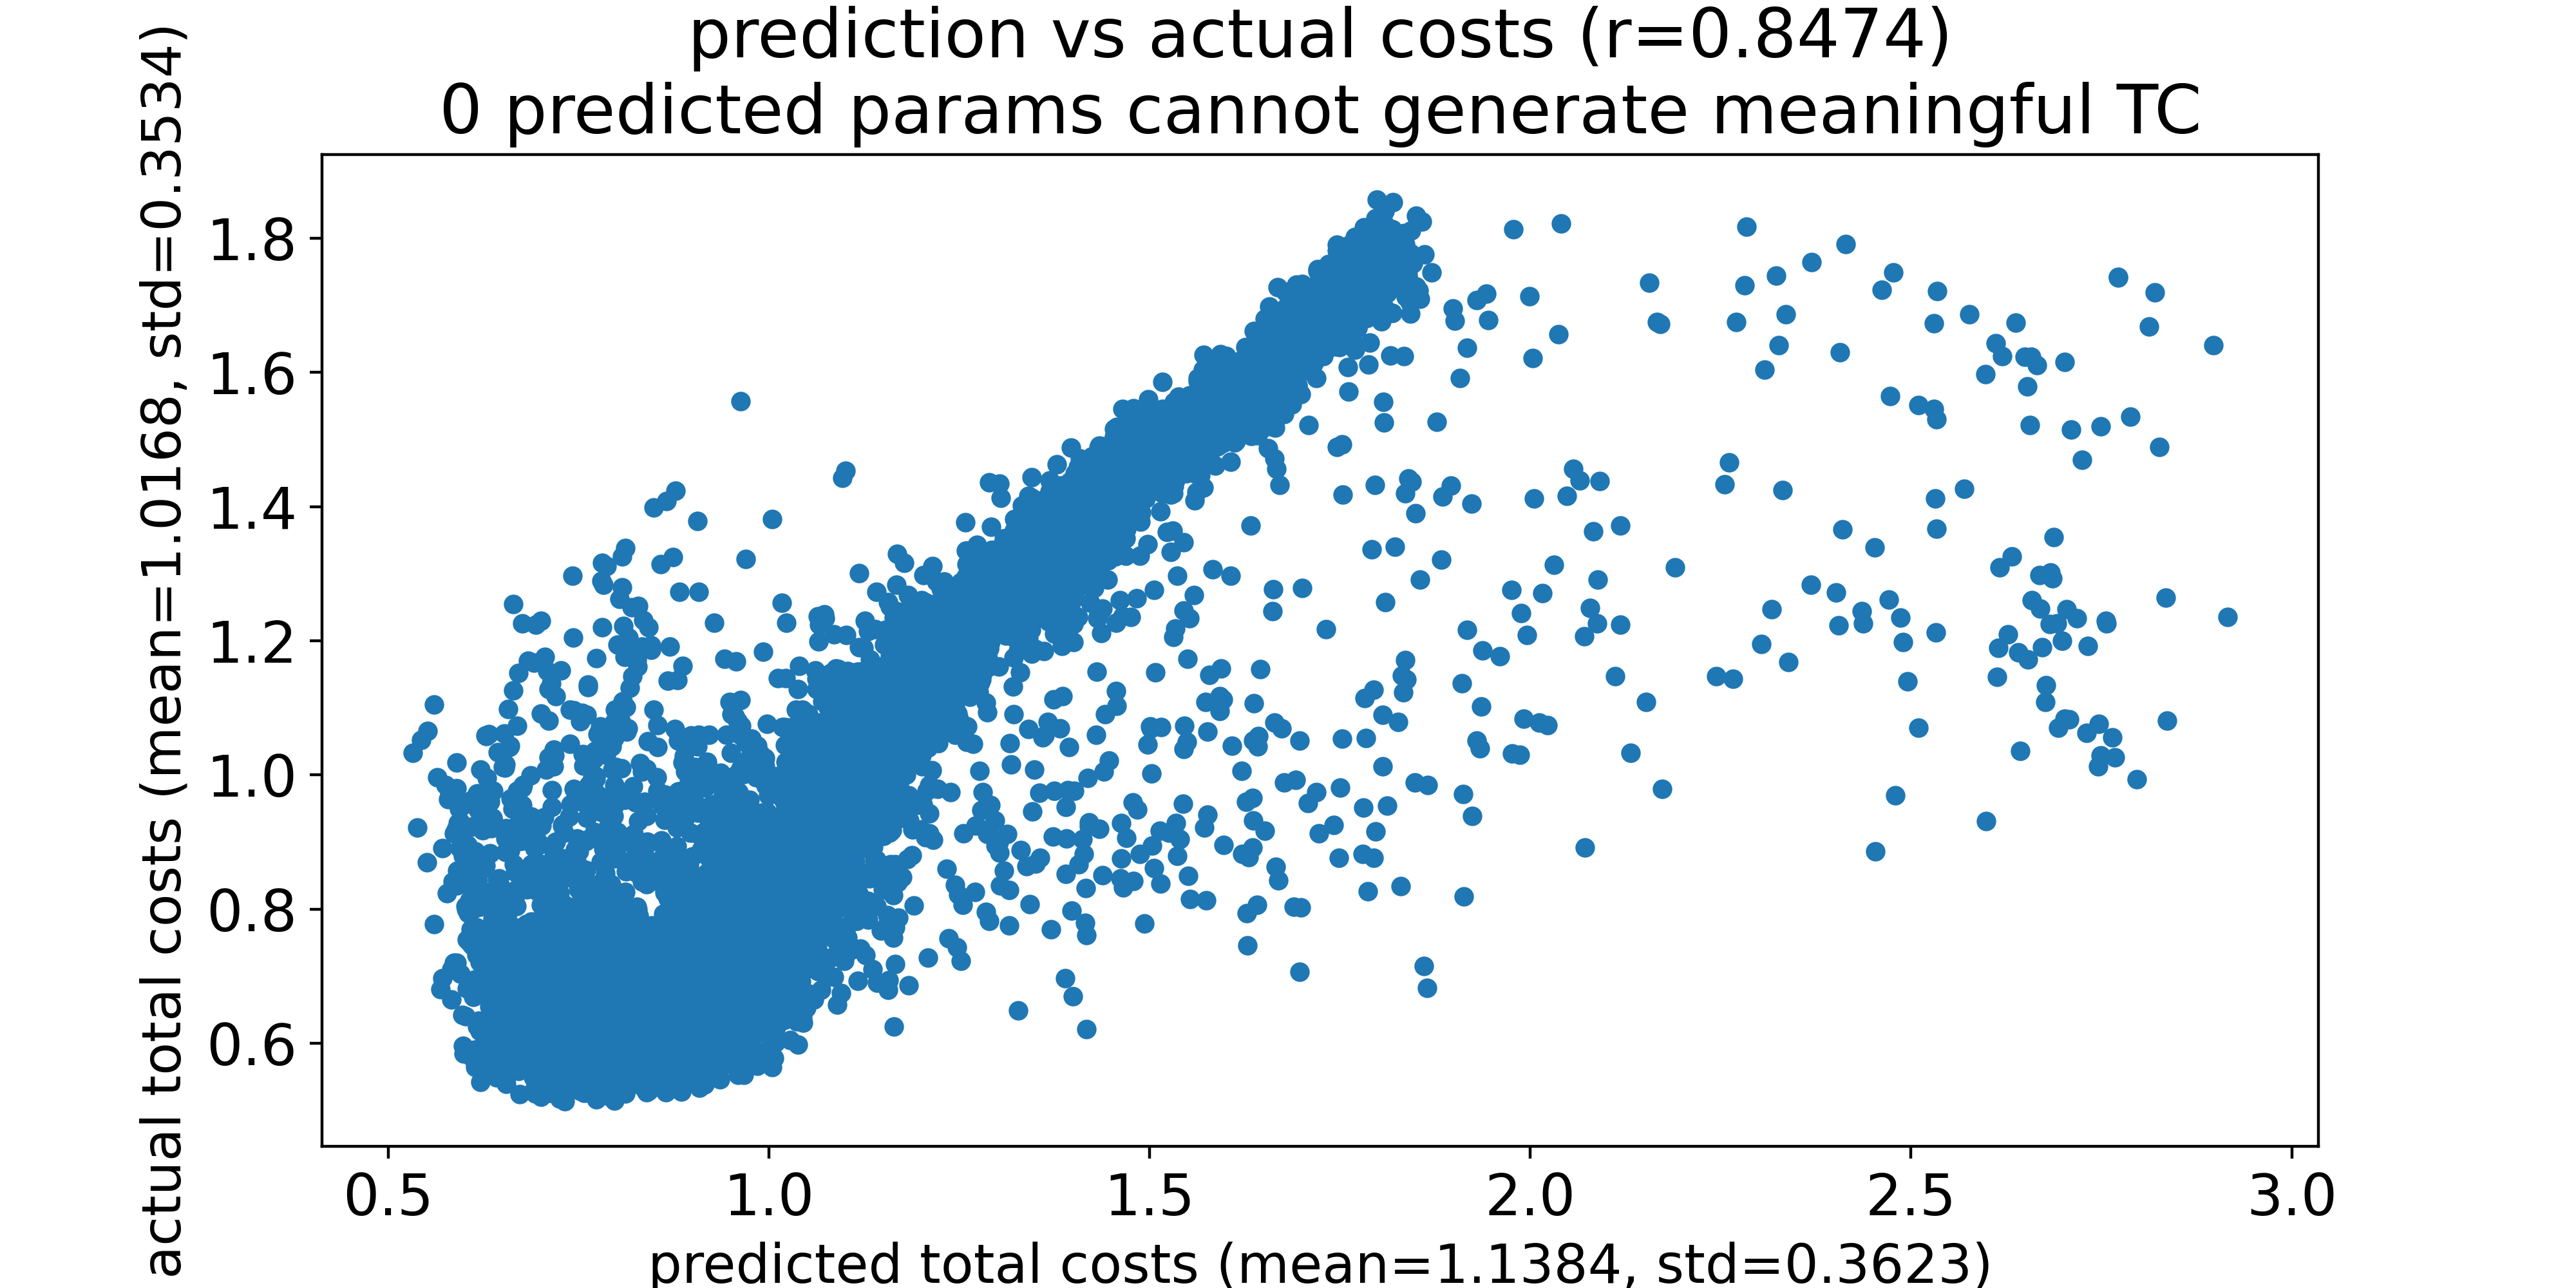 prediction vs actual costs (r=0.8474)
0 predicted params cannot generate meaningful TC
actual total costs (mean=1.0168, std=0.3534)
1.8
1.6
1.4
1.2
1.0
0.8
0.6
0.5 1.0 1.5 2.0 2.5 3.0
predicted total costs (mean=1.1384, std=0.3623)